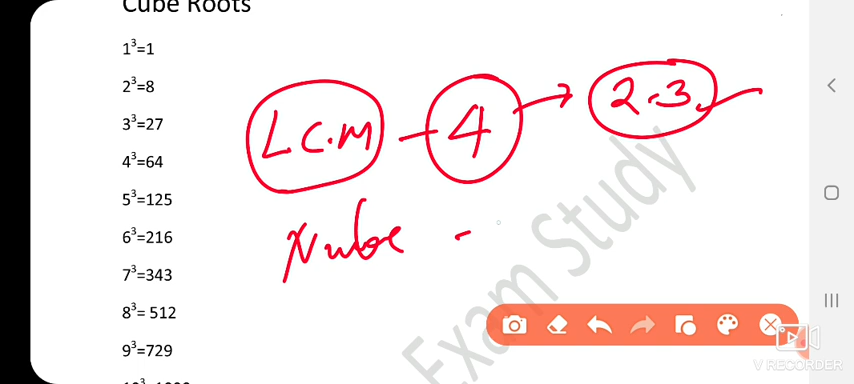 Cube Roots
1³=1
2³=8
3³=27
4³=64
5³=125
6³=216
7³=343
8³= 512
9³=729
L.C.M - 4 → 2.3
-
Exam Study
V RECORDER